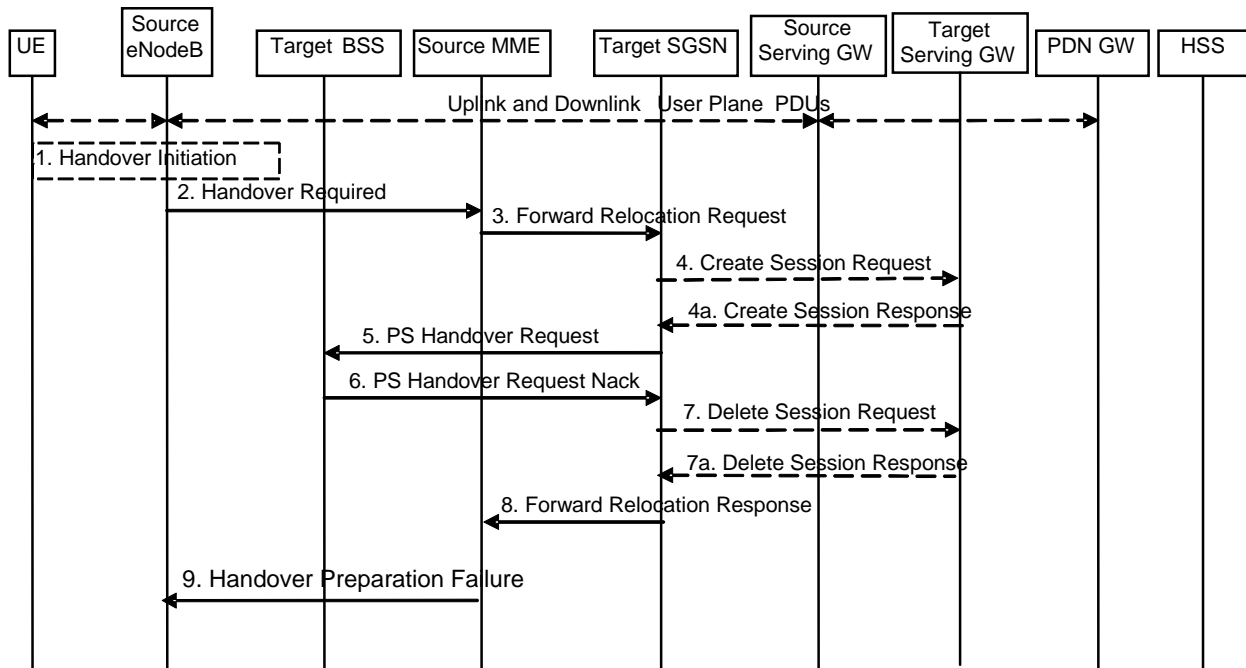 UE
Source
eNodeB
Target BSS
Source MME
Target SGSN
Source
Serving GW
Target
Serving GW
PDN GW
HSS
Uplink and Downlink User Plane PDUs
1. Handover Initiation
2. Handover Required
3. Forward Relocation Request
4. Create Session Request
4a. Create Session Response
5. PS Handover Request
6. PS Handover Request Nack
7. Delete Session Request
7a. Delete Session Response
8. Forward Relocation Response
9. Handover Preparation Failure